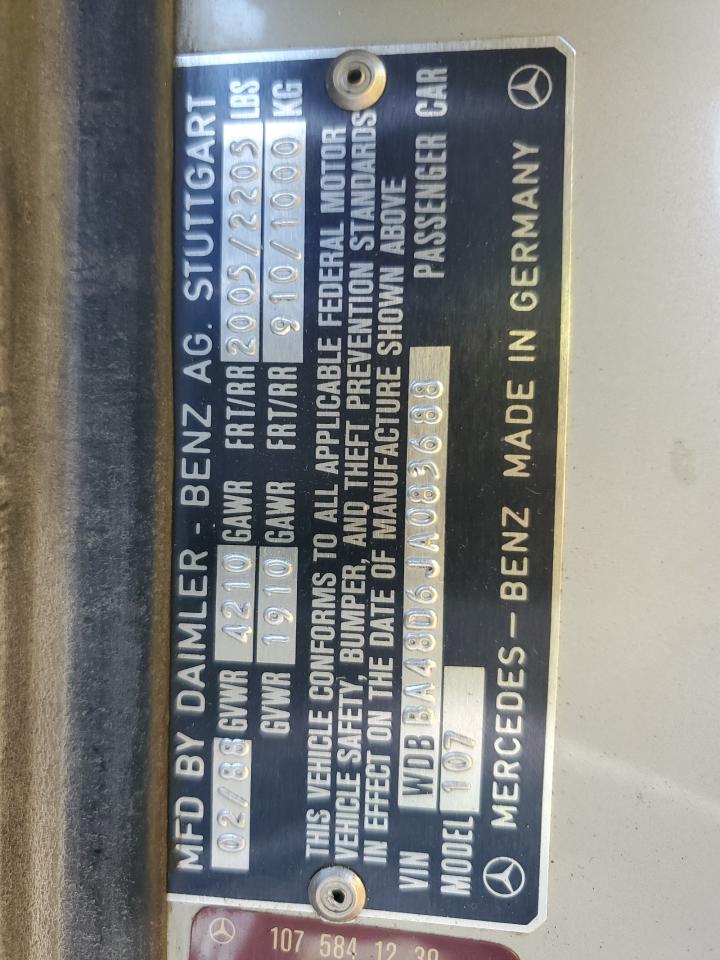 MFD BY DAIMLER - BENZ AG. STUTTGART
02/88 GVWR 4210 GAWR FRT/RR 2005/2205 LBS
GVWR 1910 GAWR FRT/RR 910/1000 KG
THIS VEHICLE CONFORMS TO ALL APPLICABLE FEDERAL MOTOR
VEHICLE SAFETY, BUMPER, AND THEFT PREVENTION STANDARDS
IN EFFECT ON THE DATE OF MANUFACTURE SHOWN ABOVE
VIN WDB BA48D6JA083688 PASSENGER CAR
MODEL 107
MERCEDES-BENZ MADE IN GERMANY
107 584 12 39